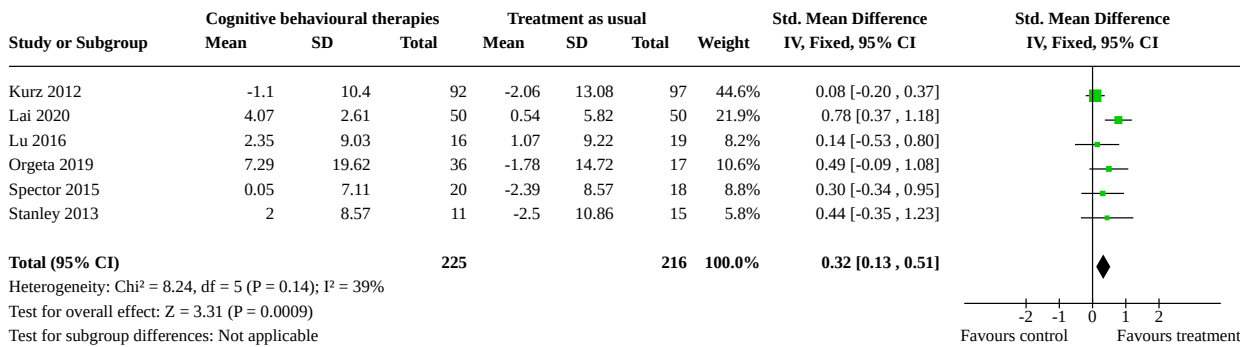 Cognitive behavioural therapies Treatment as usual Std. Mean Difference Std. Mean Difference
Study or Subgroup Mean SD Total Mean SD Total Weight IV, Fixed, 95% CI IV, Fixed, 95% CI
Kurz 2012 -1.1 10.4 92 -2.06 13.08 97 44.6% 0.08 [-0.20 , 0.37]
Lai 2020 4.07 2.61 50 0.54 5.82 50 21.9% 0.78 [0.37 , 1.18]
Lu 2016 2.35 9.03 16 1.07 9.22 19 8.2% 0.14 [-0.53 , 0.80]
Orgeta 2019 7.29 19.62 36 -1.78 14.72 17 10.6% 0.49 [-0.09 , 1.08]
Spector 2015 0.05 7.11 20 -2.39 8.57 18 8.8% 0.30 [-0.34 , 0.95]
Stanley 2013 2 8.57 11 -2.5 10.86 15 5.8% 0.44 [-0.35 , 1.23]
Total (95% CI) 225 216 100.0% 0.32 [0.13 , 0.51]
Heterogeneity: Chi² = 8.24, df = 5 (P = 0.14); I² = 39%
Test for overall effect: Z = 3.31 (P = 0.0009)
-2 -1 0 1 2
Test for subgroup differences: Not applicable Favours control Favours treatment